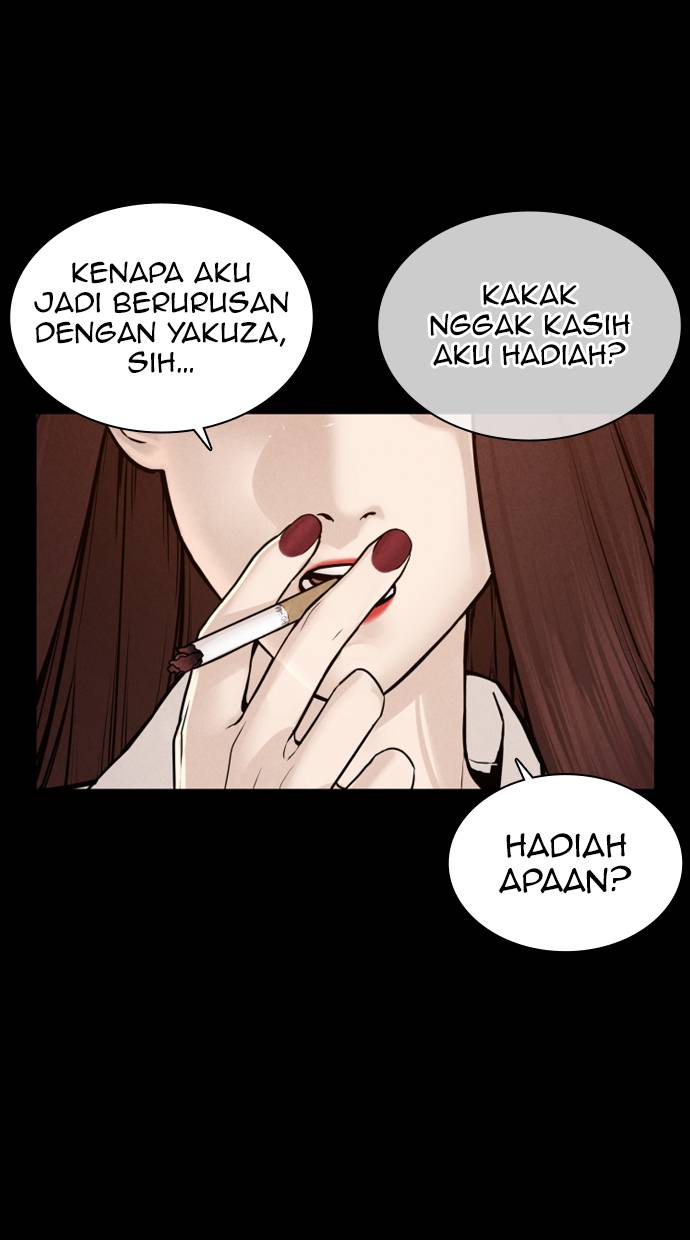 KENAPA AKU
JADI BERURUSAN
DENGAN YAKUZA,
SIH...
KAKAK
NGGAK KASIH
AKU HADIAH?
HADIAH
APAAN?